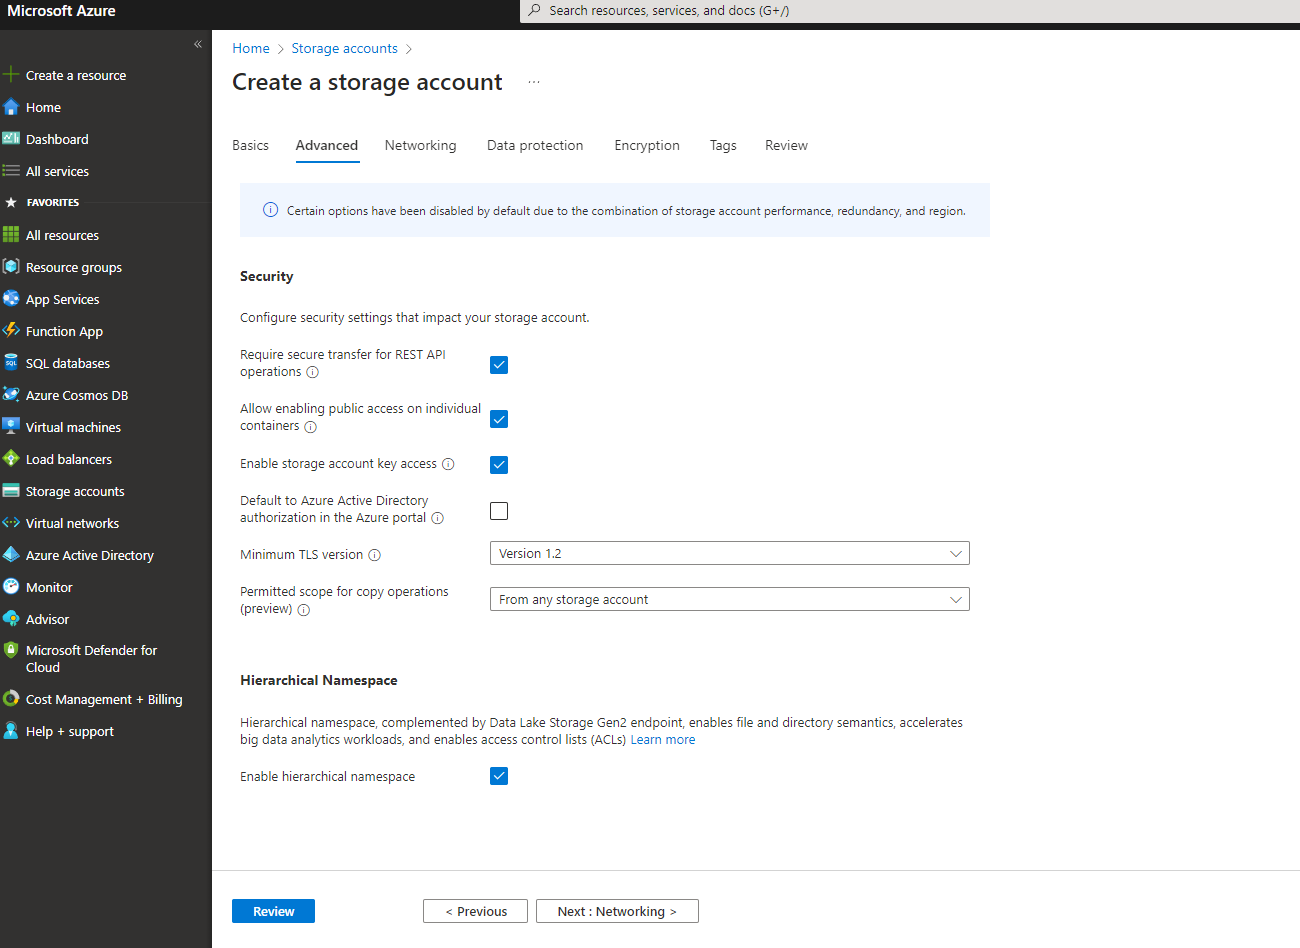 Microsoft Azure
Search resources, services, and docs (G+/)
«
Create a resource
Home
Dashboard
All services
FAVORITES
All resources
Resource groups
App Services
Function App
SQL databases
Azure Cosmos DB
Virtual machines
Load balancers
Storage accounts
Virtual networks
Azure Active Directory
Monitor
Advisor
Microsoft Defender for
Cloud
Cost Management + Billing
Help + support
Home > Storage accounts >
Create a storage account ...
Basics Advanced Networking Data protection Encryption Tags Review
Certain options have been disabled by default due to the combination of storage account performance, redundancy, and region.
Security
Configure security settings that impact your storage account.
Require secure transfer for REST API
operations
Allow enabling public access on individual
containers
Enable storage account key access
Default to Azure Active Directory
authorization in the Azure portal
Minimum TLS version
Version 1.2
Permitted scope for copy operations
(preview)
From any storage account
Hierarchical Namespace
Hierarchical namespace, complemented by Data Lake Storage Gen2 endpoint, enables file and directory semantics, accelerates
big data analytics workloads, and enables access control lists (ACLs) Learn more
Enable hierarchical namespace
Review
< Previous
Next : Networking >